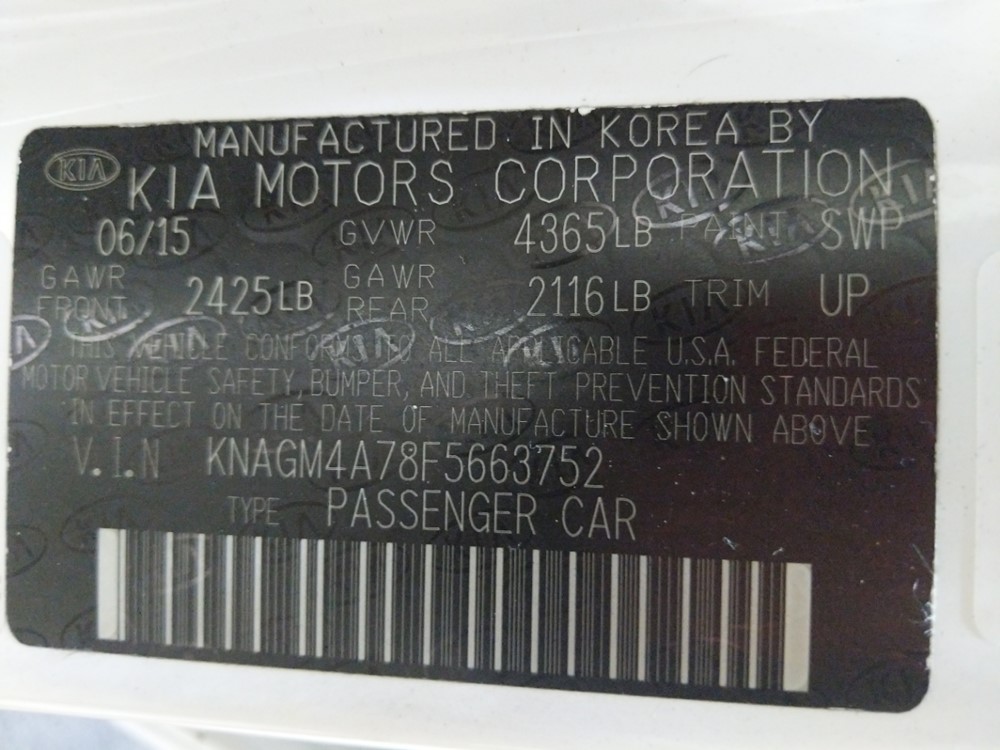 MANUFACTURED IN KOREA BY
KIA KIA MOTORS CORPORATION
06/15 GVWR 4365LB PAINT SWP
GAWR FRONT 2425LB GAWR REAR 2116LB TRIM UP
THIS VEHICLE CONFORMS TO ALL APPLICABLE U.S.A. FEDERAL
MOTOR VEHICLE SAFETY, BUMPER, AND THEFT PREVENTION STANDARDS
IN EFFECT ON THE DATE OF MANUFACTURE SHOWN ABOVE
V.I.N KNAGM4A78F5663752
TYPE PASSENGER CAR